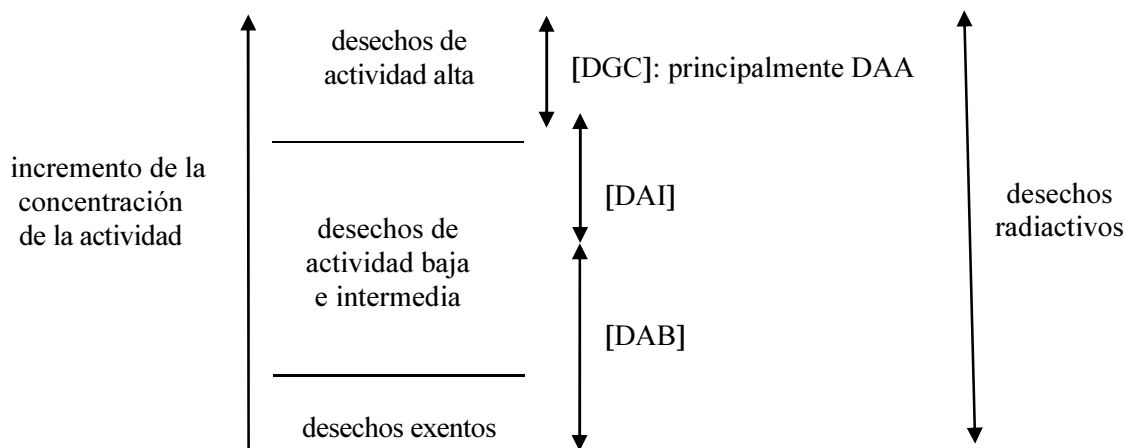 incremento de la
concentración
de la actividad
desechos de
actividad alta
desechos de
actividad baja
e intermedia
desechos exentos
[DGC]: principalmente DAA
[DAI]
[DAB]
desechos
radiactivos